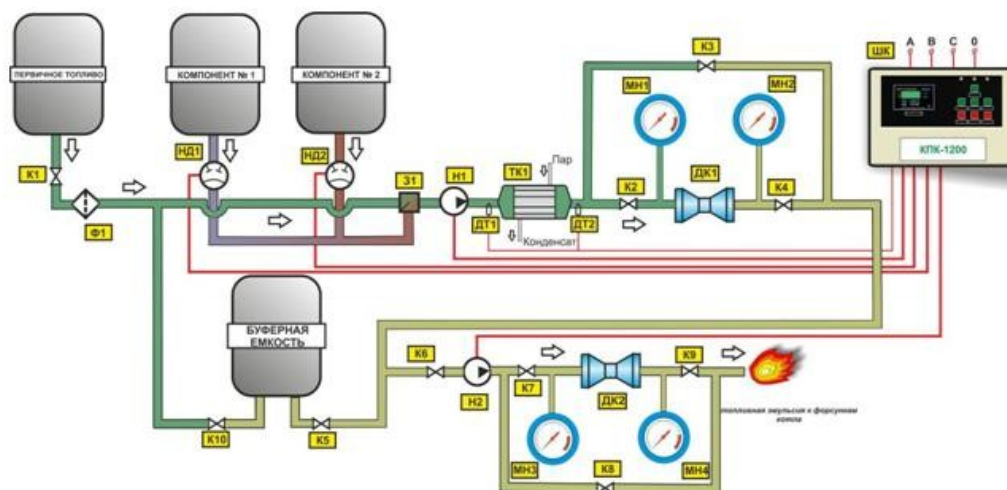 ПЕРВИЧНОЕ ТОПЛИВО
КОМПОНЕНТ № 1
КОМПОНЕНТ № 2
К3
ШК
А В С 0
МН1
МН2
КПК-1200
К1
НД1
НД2
З1
Н1
ТК1
Пар
К2
ДК1
К4
Ф1
ДТ1
ДТ2
Конденсат
БУФЕРНАЯ
ЕМКОСТЬ
К6
К9
К7
Н2
ДК2
топливная эмульсия к форсункам
котла
К10
К5
МН3
К8
МН4